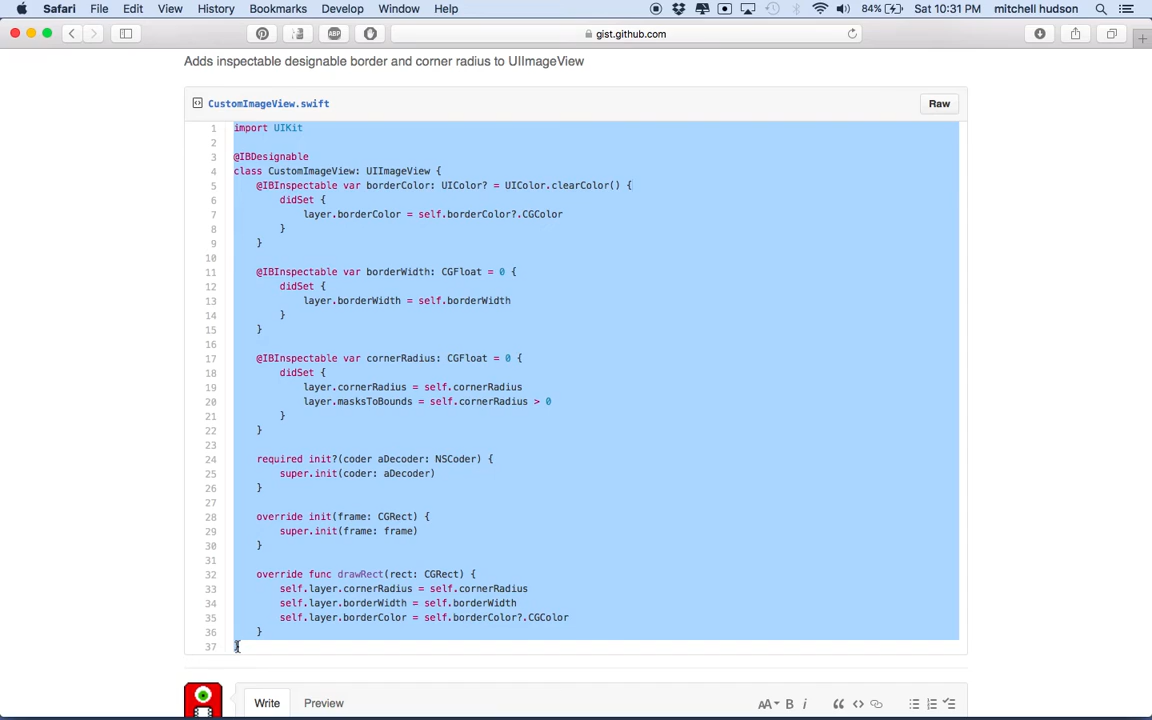 Safari File Edit View History Bookmarks Develop Window Help 84% Sat 10:31 PM mitchell hudson
ABP gist.github.com
Adds inspectable designable border and corner radius to UIImageView
CustomImageView.swift Raw
1 import UIKit
2
3 @IBDesignable
4 class CustomImageView: UIImageView {
5 @IBInspectable var borderColor: UIColor? = UIColor.clearColor() {
6 didSet {
7 layer.borderColor = self.borderColor?.CGColor
8 }
9 }
10
11 @IBInspectable var borderWidth: CGFloat = 0 {
12 didSet {
13 layer.borderWidth = self.borderWidth
14 }
15 }
16
17 @IBInspectable var cornerRadius: CGFloat = 0 {
18 didSet {
19 layer.cornerRadius = self.cornerRadius
20 layer.masksToBounds = self.cornerRadius > 0
21 }
22 }
23
24 required init?(coder aDecoder: NSCoder) {
25 super.init(coder: aDecoder)
26 }
27
28 override init(frame: CGRect) {
29 super.init(frame: frame)
30 }
31
32 override func drawRect(rect: CGRect) {
33 self.layer.cornerRadius = self.cornerRadius
34 self.layer.borderWidth = self.borderWidth
35 self.layer.borderColor = self.borderColor?.CGColor
36 }
37 }
Write Preview AA B i